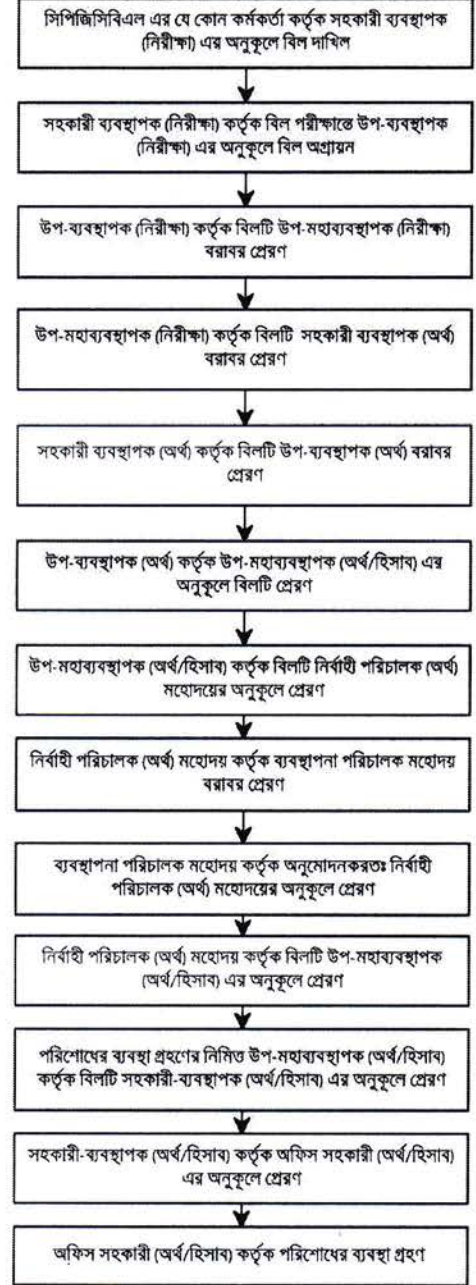 সিপিজিসিবিএল এর যে কোন কর্মকর্তা কর্তৃক সহকারী ব্যবস্থাপক
(নিরীক্ষা) এর অনুকূলে বিল দাখিল
সহকারী ব্যবস্থাপক (নিরীক্ষা) কর্তৃক বিল পরীক্ষান্তে উপ-ব্যবস্থাপক
(নিরীক্ষা) এর অনুকূলে বিল অগ্রায়ন
উপ-ব্যবস্থাপক (নিরীক্ষা) কর্তৃক বিলটি উপ-মহাব্যবস্থাপক (নিরীক্ষা)
বরাবর প্রেরণ
উপ-মহাব্যবস্থাপক (নিরীক্ষা) কর্তৃক বিলটি সহকারী ব্যবস্থাপক (অর্থ)
বরাবর প্রেরণ
সহকারী ব্যবস্থাপক (অর্থ) কর্তৃক বিলটি উপ-ব্যবস্থাপক (অর্থ) বরাবর
প্রেরণ
উপ-ব্যবস্থাপক (অর্থ) কর্তৃক উপ-মহাব্যবস্থাপক (অর্থ/হিসাব) এর
অনুকূলে বিলটি প্রেরণ
উপ-মহাব্যবস্থাপক (অর্থ/হিসাব) কর্তৃক বিলটি নির্বাহী পরিচালক (অর্থ)
মহোদয়ের অনুকূলে প্রেরণ
নির্বাহী পরিচালক (অর্থ) মহোদয় কর্তৃক ব্যবস্থাপনা পরিচালক মহোদয়
বরাবর প্রেরণ
ব্যবস্থাপনা পরিচালক মহোদয় কর্তৃক অনুমোদনকরতঃ নির্বাহী
পরিচালক (অর্থ) মহোদয়ের অনুকূলে প্রেরণ
নির্বাহী পরিচালক (অর্থ) মহোদয় কর্তৃক বিলটি উপ-মহাব্যবস্থাপক
(অর্থ/হিসাব) এর অনুকূলে প্রেরণ
পরিশোধের ব্যবস্থা গ্রহণের নিমিত উপ-মহাব্যবস্থাপক (অর্থ/হিসাব)
কর্তৃক বিলটি সহকারী-ব্যবস্থাপক (অর্থ/হিসাব) এর অনুকূলে প্রেরণ
সহকারী-ব্যবস্থাপক (অর্থ/হিসাব) কর্তৃক অফিস সহকারী (অর্থ/হিসাব)
এর অনুকূলে প্রেরণ
অফিস সহকারী (অর্থ/হিসাব) কর্তৃক পরিশোধের ব্যবস্থা গ্রহণ